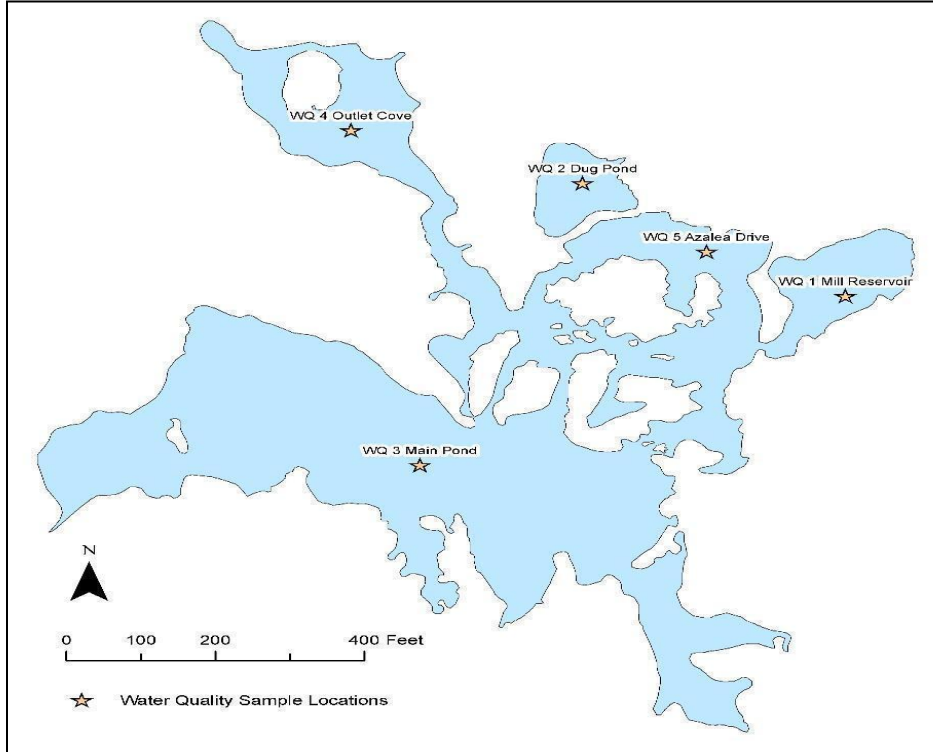 WQ 4 Outlet Cove
WQ 2 Dug Pond
WQ 5 Azalea Drive
WQ 1 Mill Reservoir
WQ 3 Main Pond
N
0 100 200 400 Feet
Water Quality Sample Locations